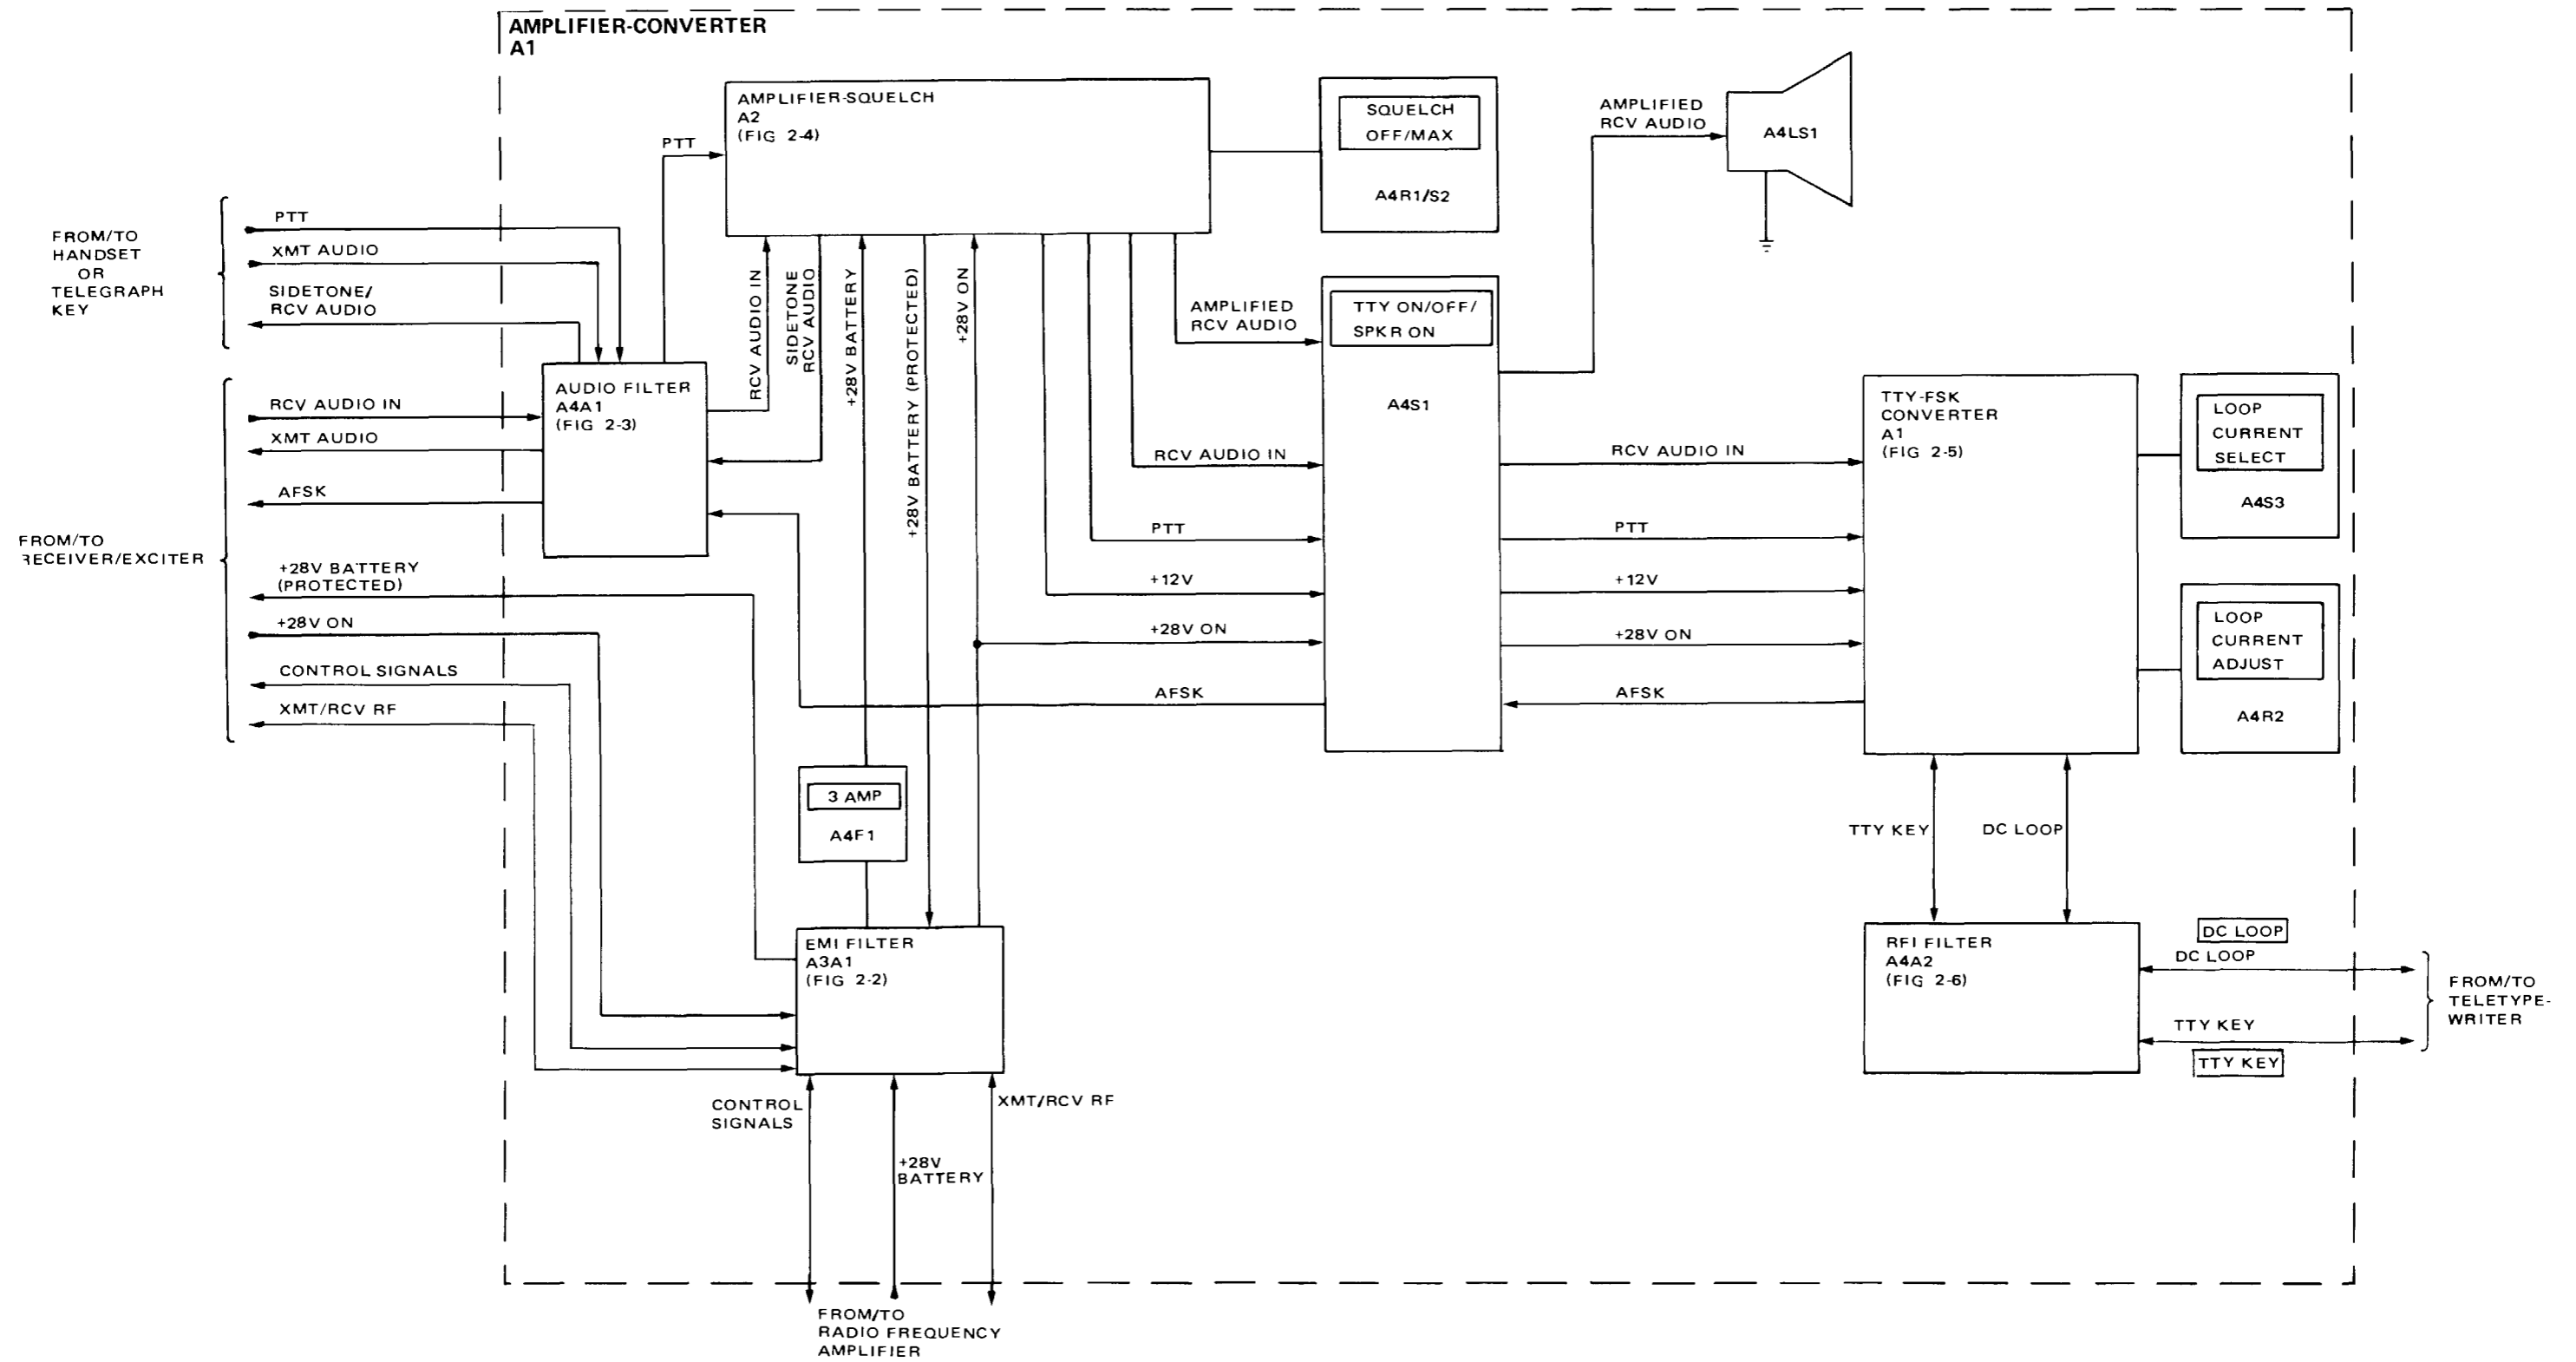 AMPLIFIER-CONVERTER
A1
AMPLIFIER-SQUELCH
A2
(FIG 2-4)
SQUELCH
OFF/MAX
A4R1/S2
AMPLIFIED
RCV AUDIO
A4LS1
PTT
FROM/TO
HANDSET
OR
TELEGRAPH
KEY
PTT
XMT AUDIO
SIDETONE/
RCV AUDIO
RCV AUDIO IN
SIDETONE
RCV AUDIO
+28V BATTERY
+28V BATTERY (PROTECTED)
+28V ON
AMPLIFIED
RCV AUDIO
TTY ON/OFF/
SPKR ON
A4S1
AUDIO FILTER
A4A1
(FIG 2-3)
FROM/TO
RECEIVER/EXCITER
RCV AUDIO IN
XMT AUDIO
AFSK
+28V BATTERY
(PROTECTED)
+28V ON
CONTROL SIGNALS
XMT/RCV RF
RCV AUDIO IN
PTT
+12V
+28V ON
AFSK
RCV AUDIO IN
PTT
+12V
+28V ON
AFSK
TTY-FSK
CONVERTER
A1
(FIG 2-5)
LOOP
CURRENT
SELECT
A4S3
LOOP
CURRENT
ADJUST
A4R2
3 AMP
A4F1
TTY KEY
DC LOOP
EMI FILTER
A3A1
(FIG 2-2)
RFI FILTER
A4A2
(FIG 2-6)
DC LOOP
DC LOOP
TTY KEY
TTY KEY
FROM/TO
TELETYPE-
WRITER
CONTROL
SIGNALS
+28V
BATTERY
XMT/RCV RF
FROM/TO
RADIO FREQUENCY
AMPLIFIER